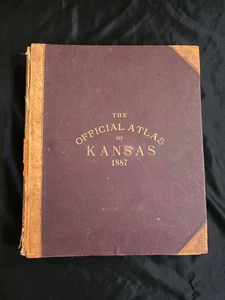 THE
OFFICIAL ATLAS
OF
KANSAS
1887